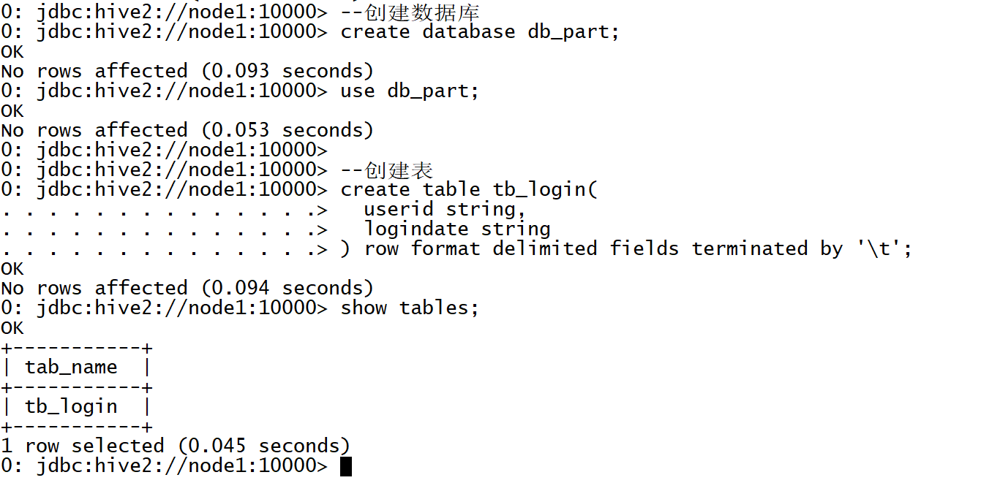 0: jdbc:hive2://node1:10000> --创建数据库
0: jdbc:hive2://node1:10000> create database db_part;
OK
No rows affected (0.093 seconds)
0: jdbc:hive2://node1:10000> use db_part;
OK
No rows affected (0.053 seconds)
0: jdbc:hive2://node1:10000>
0: jdbc:hive2://node1:10000> --创建表
0: jdbc:hive2://node1:10000> create table tb_login(
. . . . . . . . . . . . . . .>   userid string,
. . . . . . . . . . . . . . .>   logindate string
. . . . . . . . . . . . . . .> ) row format delimited fields terminated by '\t';
OK
No rows affected (0.094 seconds)
0: jdbc:hive2://node1:10000> show tables;
OK
+-----------+
| tab_name  |
+-----------+
| tb_login  |
+-----------+
1 row selected (0.045 seconds)
0: jdbc:hive2://node1:10000>